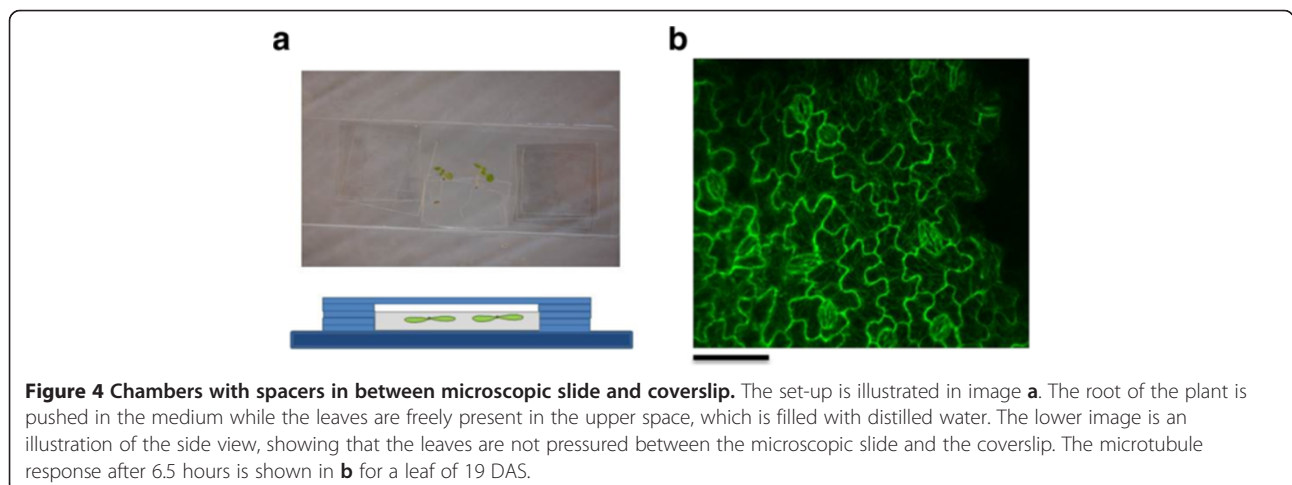 a
b
Figure 4 Chambers with spacers in between microscopic slide and coverslip. The set-up is illustrated in image a. The root of the plant is
pushed in the medium while the leaves are freely present in the upper space, which is filled with distilled water. The lower image is an
illustration of the side view, showing that the leaves are not pressured between the microscopic slide and the coverslip. The microtubule
response after 6.5 hours is shown in b for a leaf of 19 DAS.